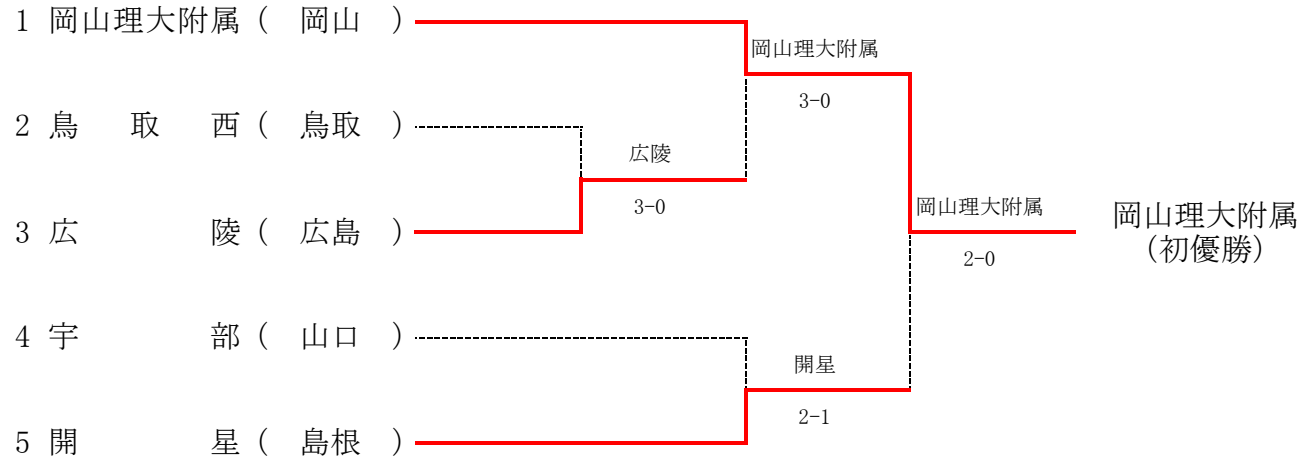 1 岡山理大附属 ( 岡山 )
岡山理大附属
3-0
2 鳥取西 ( 鳥取 )
広陵
3-0
3 広陵 ( 広島 )
岡山理大附属
2-0
岡山理大附属
(初優勝)
4 宇部 ( 山口 )
開星
2-1
5 開星 ( 島根 )